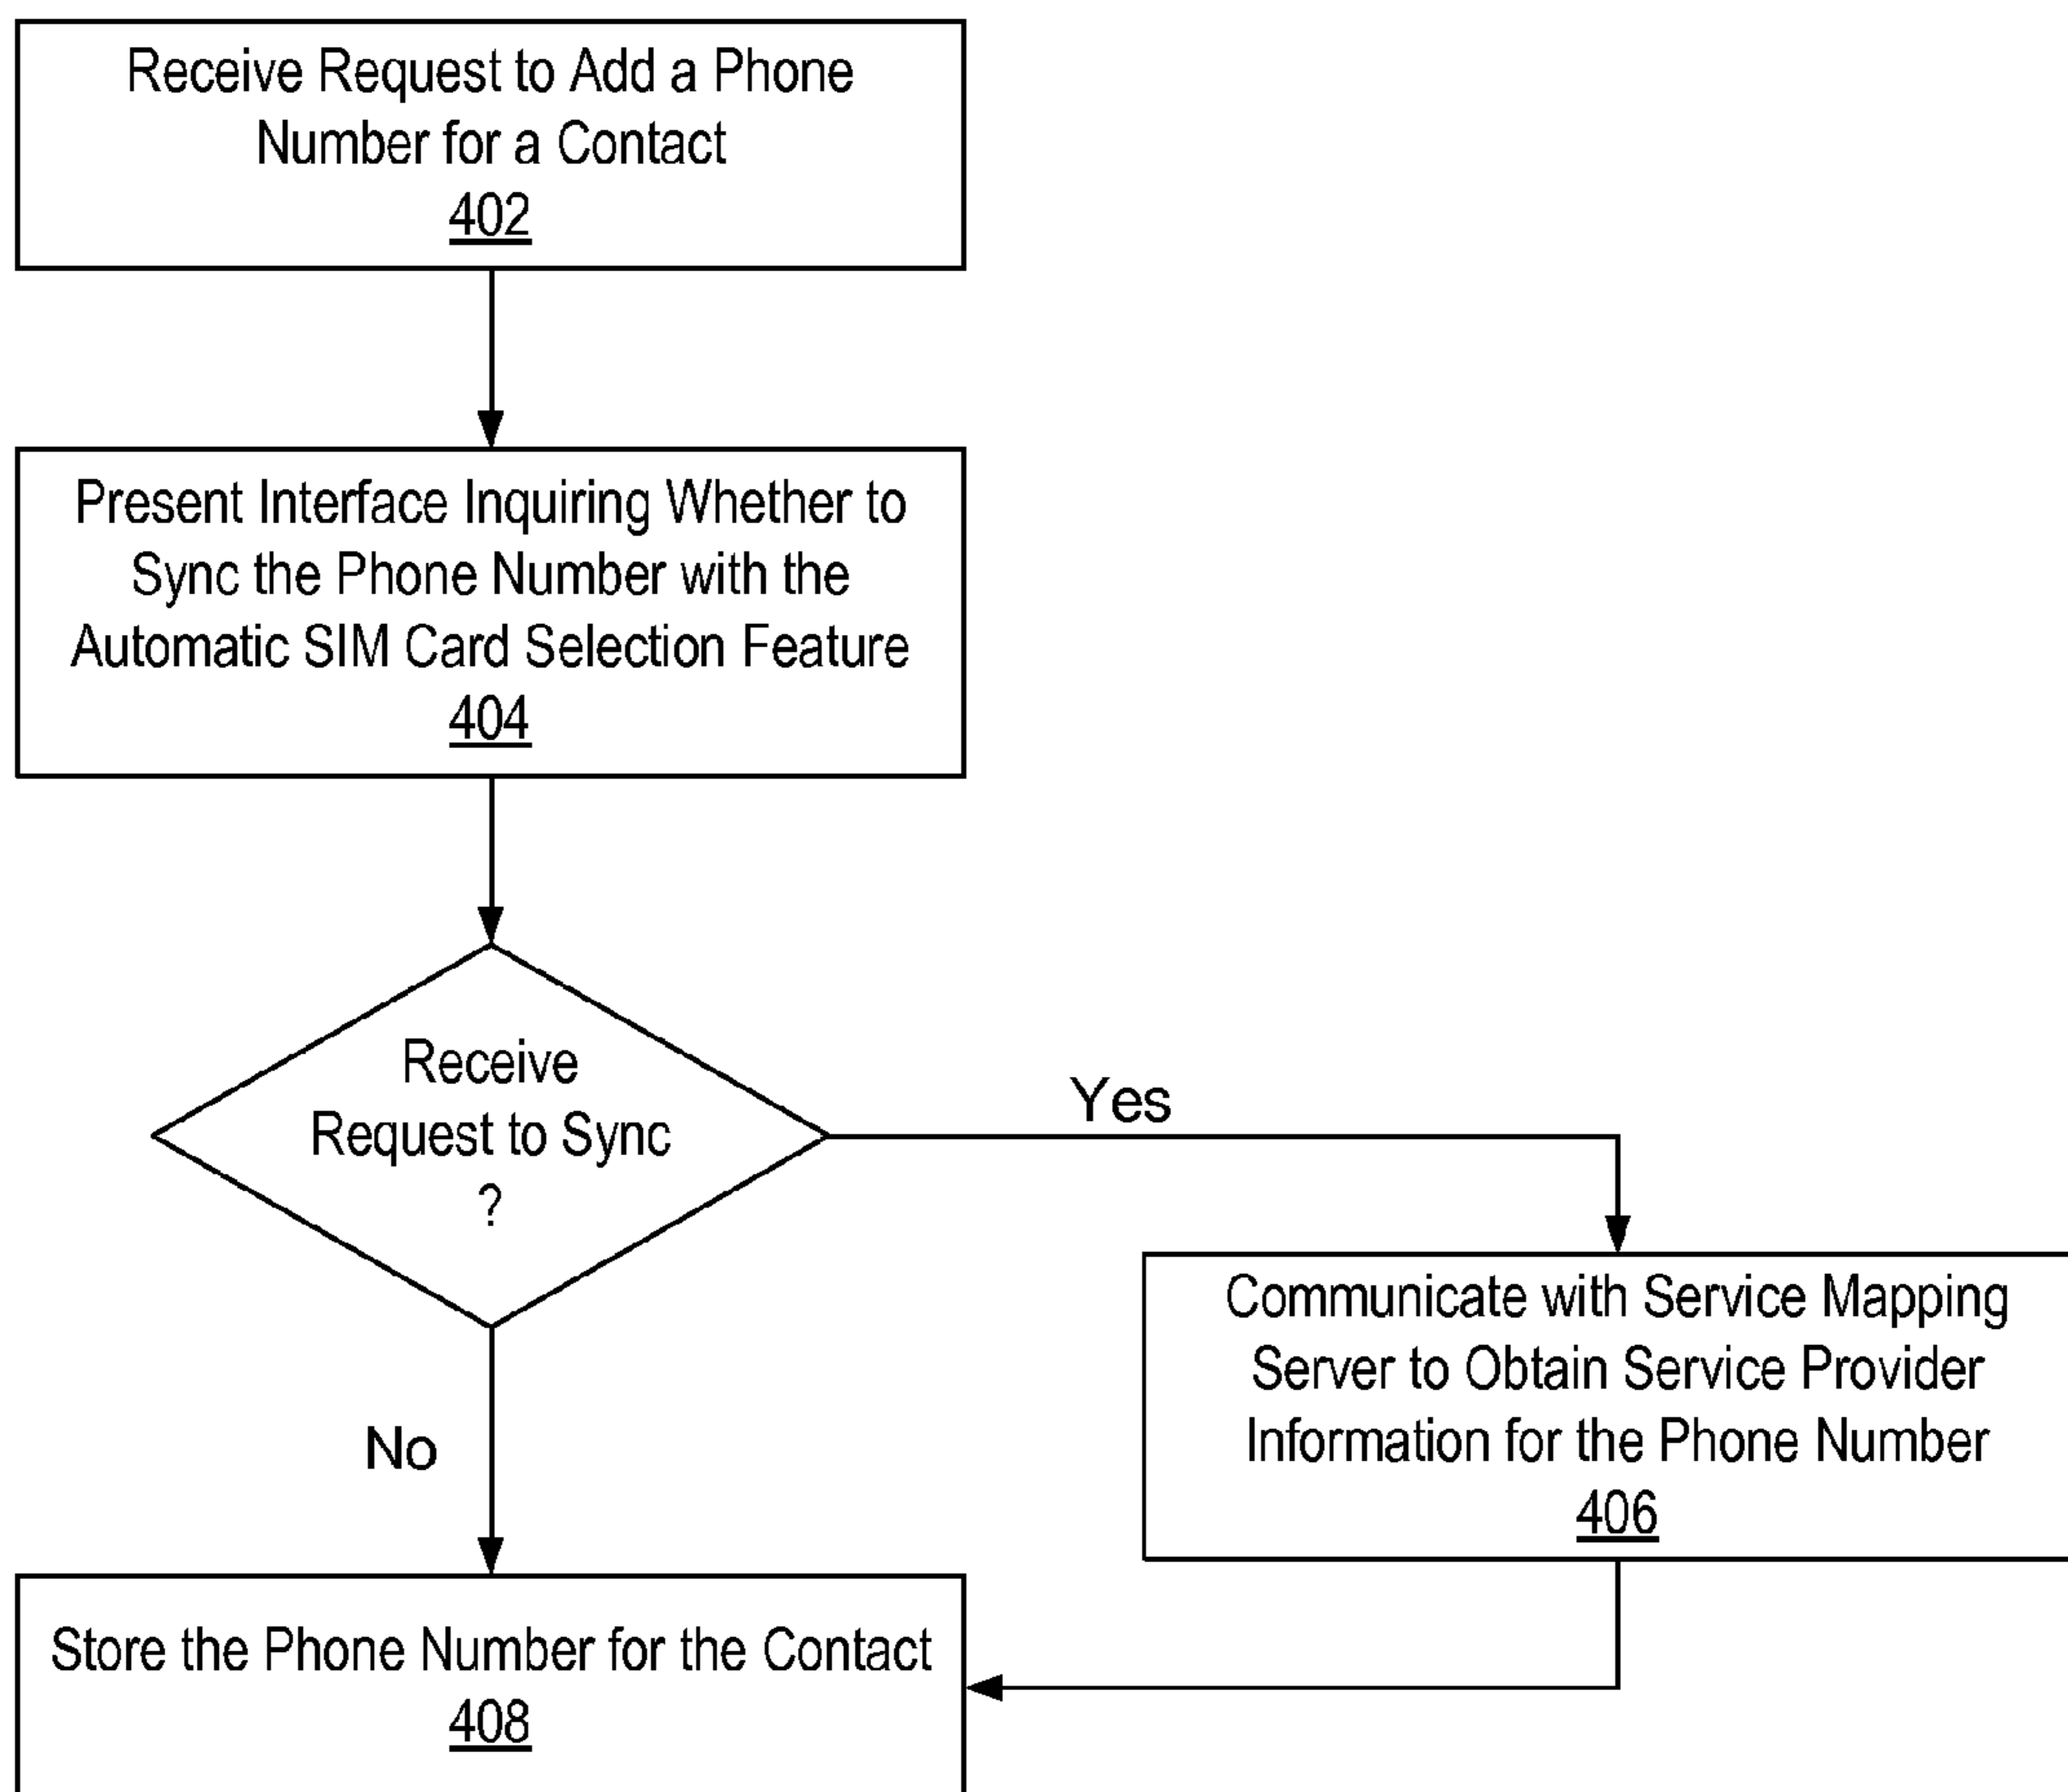 Receive Request to Add a Phone
Number for a Contact
402
Present Interface Inquiring Whether to
Sync the Phone Number with the
Automatic SIM Card Selection Feature
404
Receive
Request to Sync
?
Yes
Communicate with Service Mapping
Server to Obtain Service Provider
Information for the Phone Number
406
No
Store the Phone Number for the Contact
408